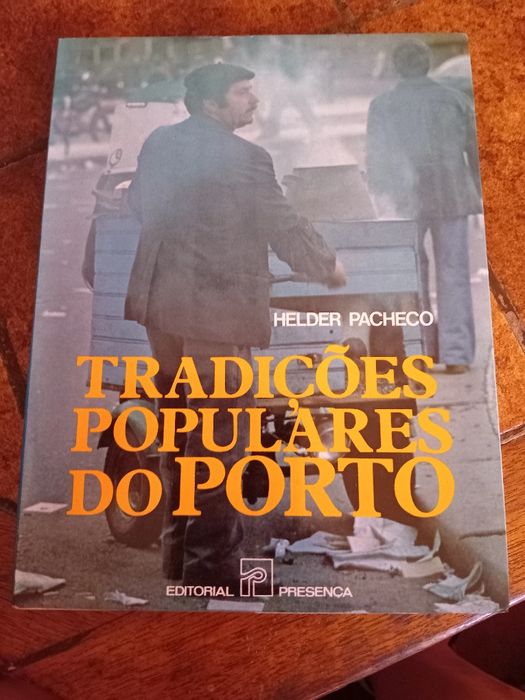 HELDER PACHECO
TRADIÇÕES
POPULARES
DO PORTO
EDITORIAL PRESENÇA